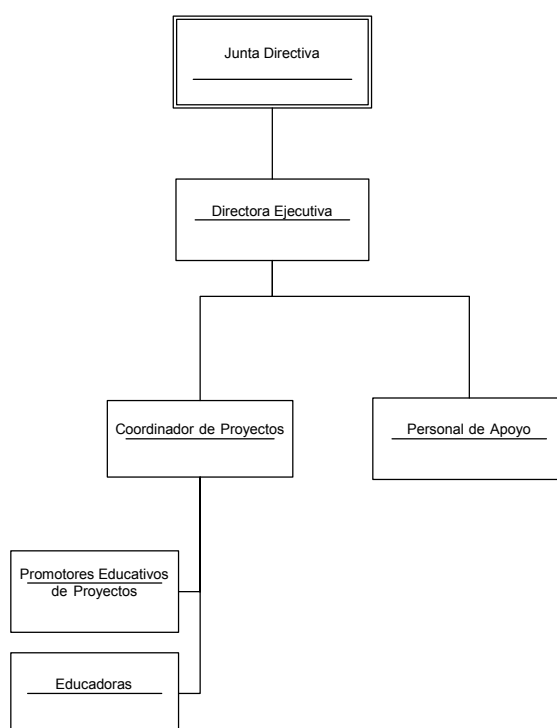 Junta Directiva
Directora Ejecutiva
Coordinador de Proyectos
Personal de Apoyo
Promotores Educativos
de Proyectos
Educadoras